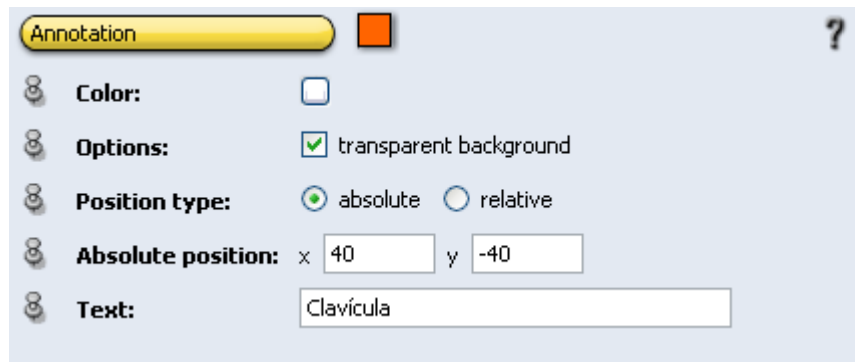 Annotation ?
Color:
Options: transparent background
Position type: absolute relative
Absolute position: x 40 y -40
Text: Clavícula